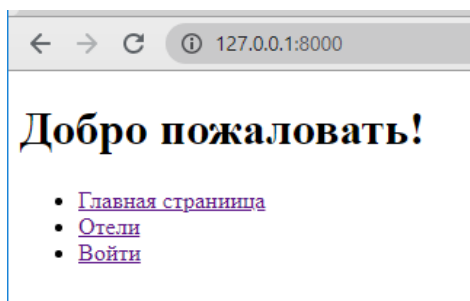 127.0.0.1:8000
Добро пожаловать!
Главная страниица
Отели
Войти